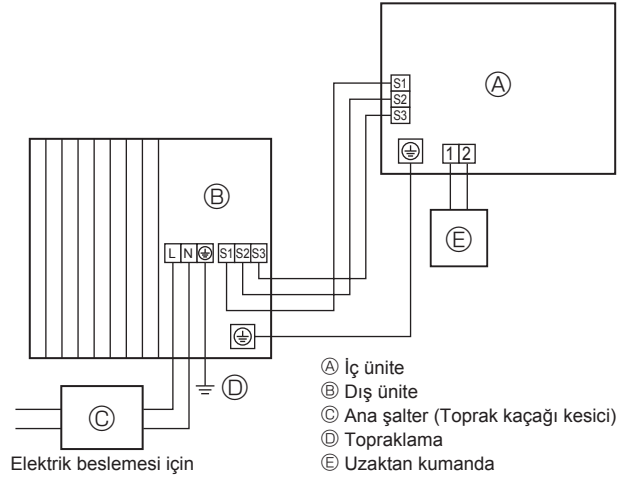 S1
S2
S3
Ⓐ
1 2
Ⓑ
Ⓔ
L N S1 S2 S3
Ⓓ
Ⓒ
Elektrik beslemesi için
Ⓐ İç ünite
Ⓑ Dış ünite
Ⓒ Ana şalter (Toprak kaçağı kesici)
Ⓓ Topraklama
Ⓔ Uzaktan kumanda